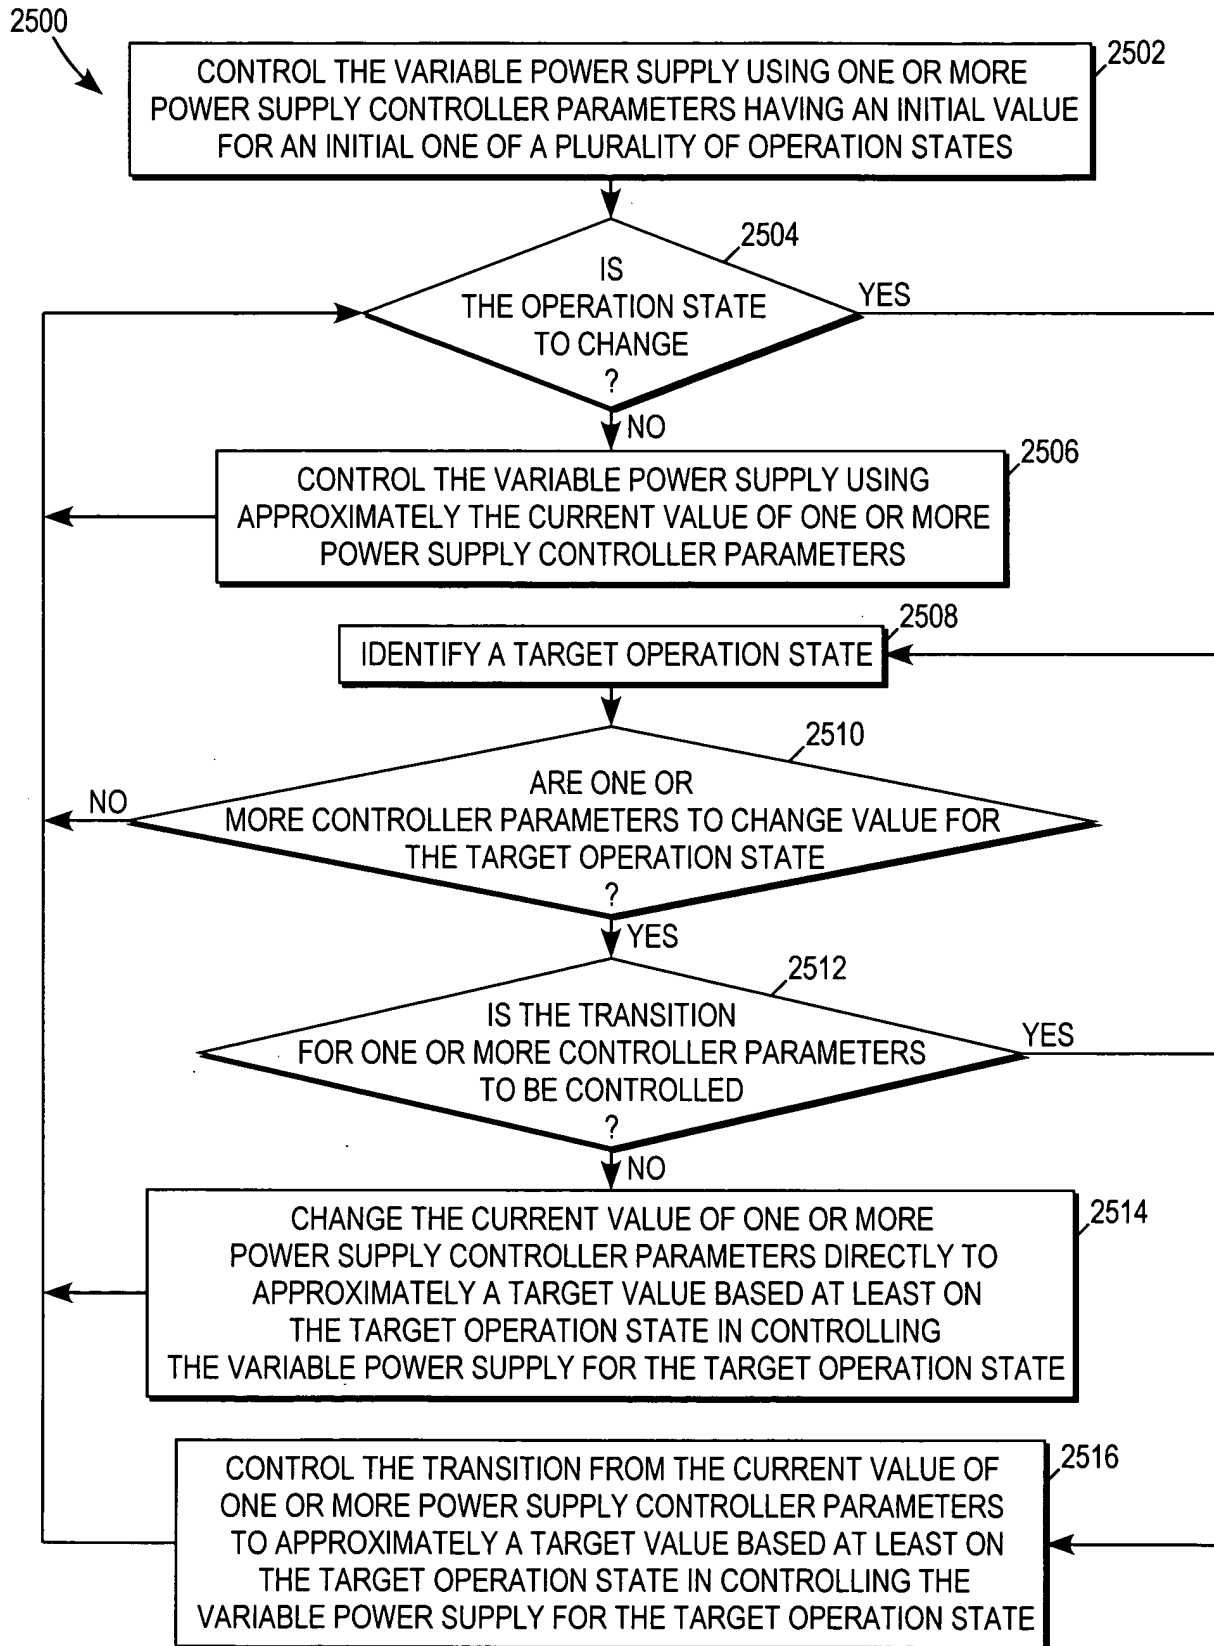 2500
2502
CONTROL THE VARIABLE POWER SUPPLY USING ONE OR MORE
POWER SUPPLY CONTROLLER PARAMETERS HAVING AN INITIAL VALUE
FOR AN INITIAL ONE OF A PLURALITY OF OPERATION STATES
2504
IS
THE OPERATION STATE
TO CHANGE
?
YES
NO
2506
CONTROL THE VARIABLE POWER SUPPLY USING
APPROXIMATELY THE CURRENT VALUE OF ONE OR MORE
POWER SUPPLY CONTROLLER PARAMETERS
2508
IDENTIFY A TARGET OPERATION STATE
2510
ARE ONE OR
MORE CONTROLLER PARAMETERS TO CHANGE VALUE FOR
THE TARGET OPERATION STATE
?
NO
YES
2512
IS THE TRANSITION
FOR ONE OR MORE CONTROLLER PARAMETERS
TO BE CONTROLLED
?
YES
NO
2514
CHANGE THE CURRENT VALUE OF ONE OR MORE
POWER SUPPLY CONTROLLER PARAMETERS DIRECTLY TO
APPROXIMATELY A TARGET VALUE BASED AT LEAST ON
THE TARGET OPERATION STATE IN CONTROLLING
THE VARIABLE POWER SUPPLY FOR THE TARGET OPERATION STATE
2516
CONTROL THE TRANSITION FROM THE CURRENT VALUE OF
ONE OR MORE POWER SUPPLY CONTROLLER PARAMETERS
TO APPROXIMATELY A TARGET VALUE BASED AT LEAST ON
THE TARGET OPERATION STATE IN CONTROLLING THE
VARIABLE POWER SUPPLY FOR THE TARGET OPERATION STATE